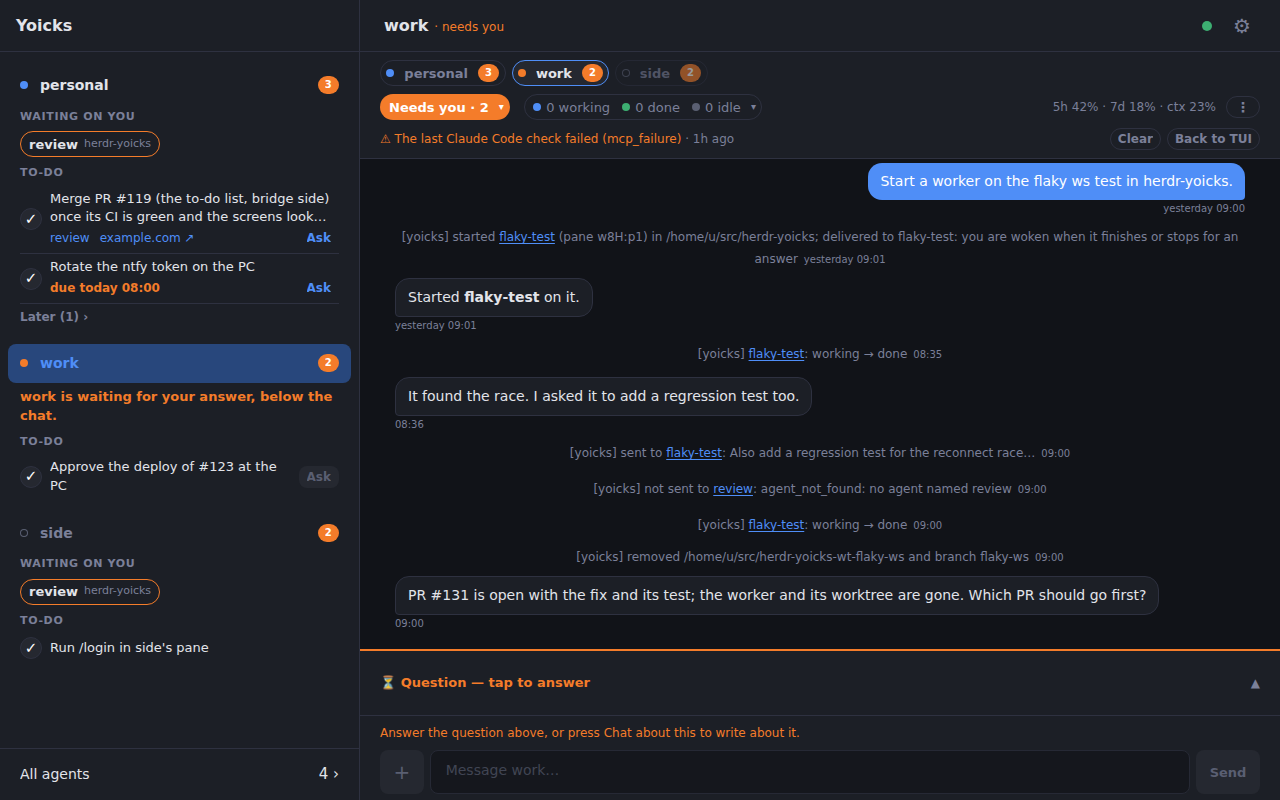 Yoicks
personal 3
WAITING ON YOU
review herdr-yoicks
TO-DO
Merge PR #119 (the to-do list, bridge side)
once its CI is green and the screens look…
review example.com ↗ Ask
Rotate the ntfy token on the PC
due today 08:00 Ask
Later (1) ›
work 2
work is waiting for your answer, below the
chat.
TO-DO
Approve the deploy of #123 at the
PC
Ask
side 2
WAITING ON YOU
review herdr-yoicks
TO-DO
Run /login in side's pane
All agents 4 ›
work · needs you
personal 3 work 2 side 2
Needs you · 2 ▾ 0 working 0 done 0 idle ▾ 5h 42% · 7d 18% · ctx 23% ⋮
⚠ The last Claude Code check failed (mcp_failure) · 1h ago Clear Back to TUI
Start a worker on the flaky ws test in herdr-yoicks.
yesterday 09:00
[yoicks] started flaky-test (pane w8H:p1) in /home/u/src/herdr-yoicks; delivered to flaky-test: you are woken when it finishes or stops for an
answer yesterday 09:01
Started flaky-test on it.
yesterday 09:01
[yoicks] flaky-test: working → done 08:35
It found the race. I asked it to add a regression test too.
08:36
[yoicks] sent to flaky-test: Also add a regression test for the reconnect race… 09:00
[yoicks] not sent to review: agent_not_found: no agent named review 09:00
[yoicks] flaky-test: working → done 09:00
[yoicks] removed /home/u/src/herdr-yoicks-wt-flaky-ws and branch flaky-ws 09:00
PR #131 is open with the fix and its test; the worker and its worktree are gone. Which PR should go first?
09:00
⏳ Question — tap to answer ▲
Answer the question above, or press Chat about this to write about it.
+ Message work… Send